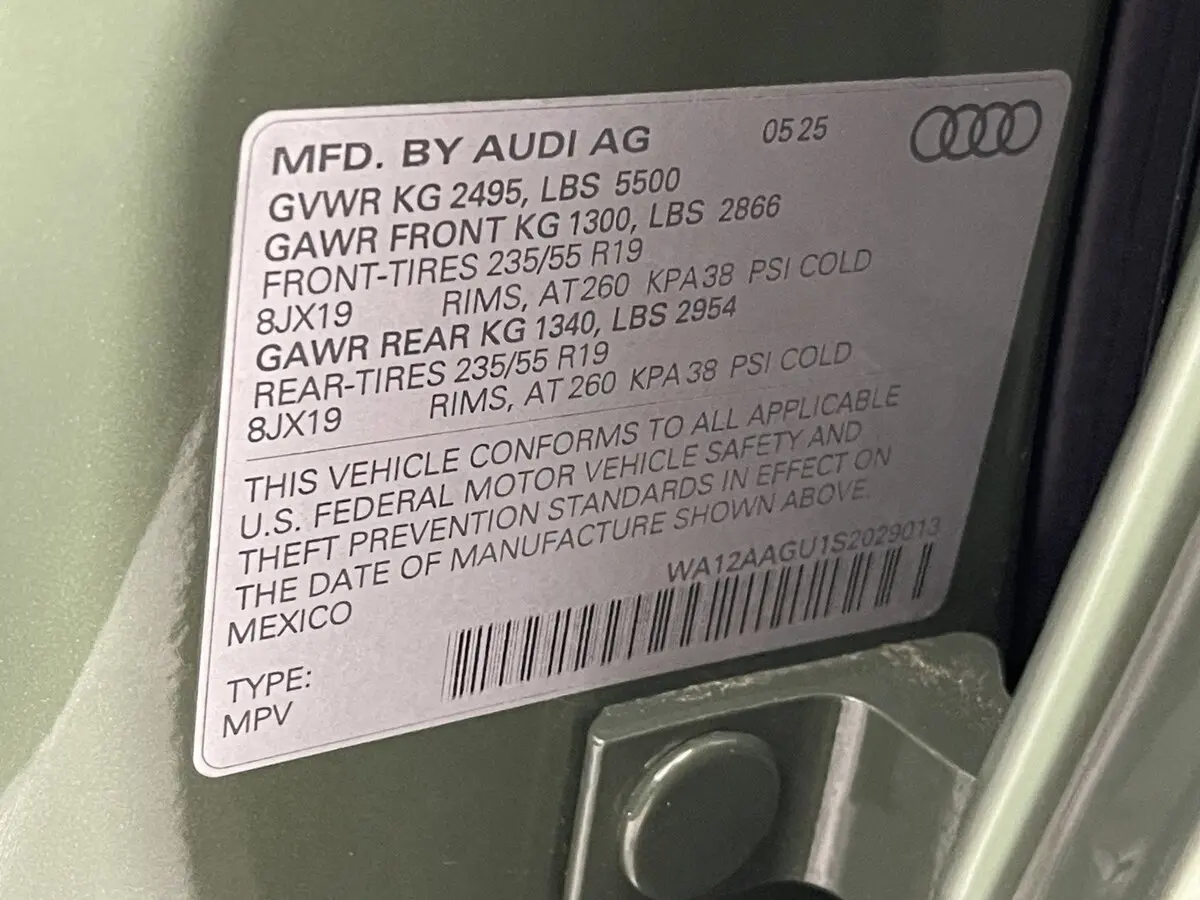 MFD. BY AUDI AG 0525
GVWR KG 2495, LBS 5500
GAWR FRONT KG 1300, LBS 2866
FRONT-TIRES 235/55 R19
8JX19 RIMS, AT 260 KPA 38 PSI COLD
GAWR REAR KG 1340, LBS 2954
REAR-TIRES 235/55 R19
8JX19 RIMS, AT 260 KPA 38 PSI COLD
THIS VEHICLE CONFORMS TO ALL APPLICABLE
U.S. FEDERAL MOTOR VEHICLE SAFETY AND
THEFT PREVENTION STANDARDS IN EFFECT ON
THE DATE OF MANUFACTURE SHOWN ABOVE.
MEXICO WA12AAGU1S2029013
TYPE:
MPV